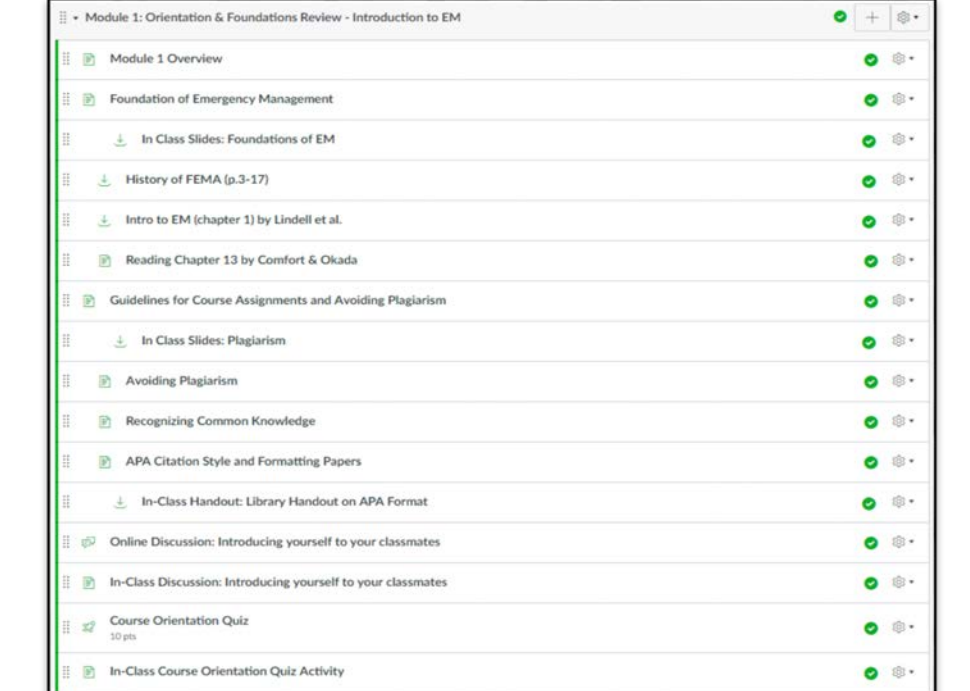 Module 1: Orientation & Foundations Review - Introduction to EM
Module 1 Overview
Foundation of Emergency Management
In Class Slides: Foundations of EM
History of FEMA (p.3-17)
Intro to EM (chapter 1) by Lindell et al.
Reading Chapter 13 by Comfort & Okada
Guidelines for Course Assignments and Avoiding Plagiarism
In Class Slides: Plagiarism
Avoiding Plagiarism
Recognizing Common Knowledge
APA Citation Style and Formatting Papers
In-Class Handout: Library Handout on APA Format
Online Discussion: Introducing yourself to your classmates
In-Class Discussion: Introducing yourself to your classmates
Course Orientation Quiz
10 pts
In-Class Course Orientation Quiz Activity